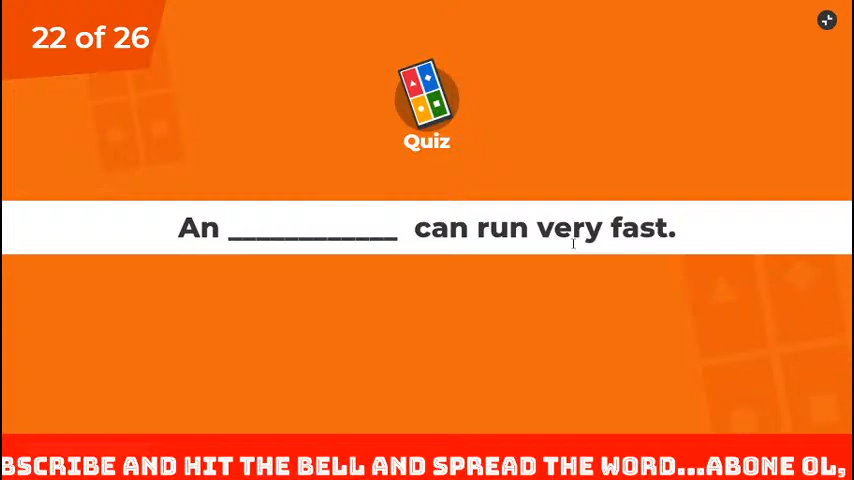 22 of 26
Quiz
An ____________ can run very fast.
BSCRIBE AND HIT THE BELL AND SPREAD THE WORD...ABONE OL,